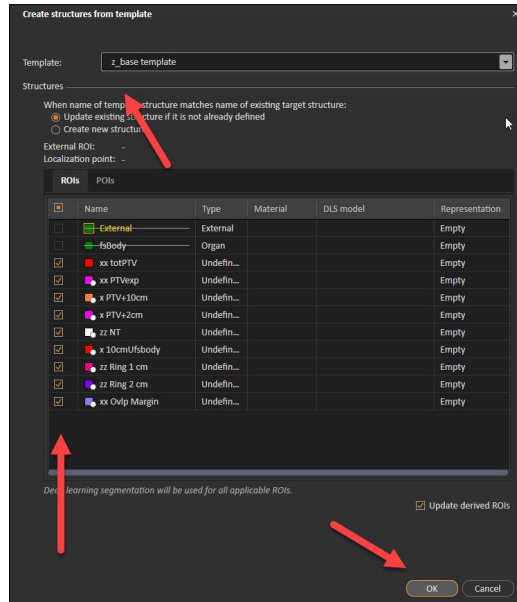 Create structures from template
Template: z_base template
Structures
When name of template structure matches name of existing target structure:
Update existing structure if it is not already defined
Create new structure
External ROI: -
Localization point: -
ROIs POIs
Name Type Material DLS model Representation
External External Empty
fsBody Organ Empty
xx totPTV Undefin... Empty
xx PTVexp Undefin... Empty
x PTV+10cm Undefin... Empty
x PTV+2cm Undefin... Empty
zz NT Undefin... Empty
x 10cmUfsbody Undefin... Empty
zz Ring 1 cm Undefin... Empty
zz Ring 2 cm Undefin... Empty
xx Ovlp Margin Undefin... Empty
Deep learning segmentation will be used for all applicable ROIs.
Update derived ROIs
OK Cancel